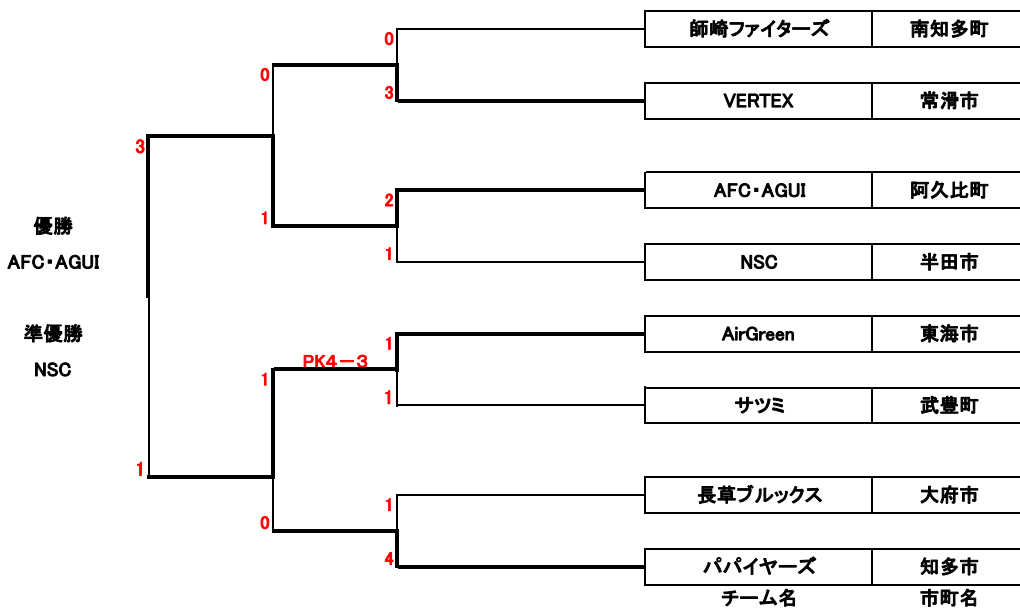 0
師崎ファイターズ 南知多町
0
3
VERTEX 常滑市
3
2
AFC・AGUI 阿久比町
優勝
1
AFC・AGUI
1
NSC 半田市
準優勝
1
AirGreen 東海市
NSC
PK4－3
1
1
サツミ 武豊町
1
1
長草ブルックス 大府市
0
4
パパイヤーズ 知多市
チーム名 市町名